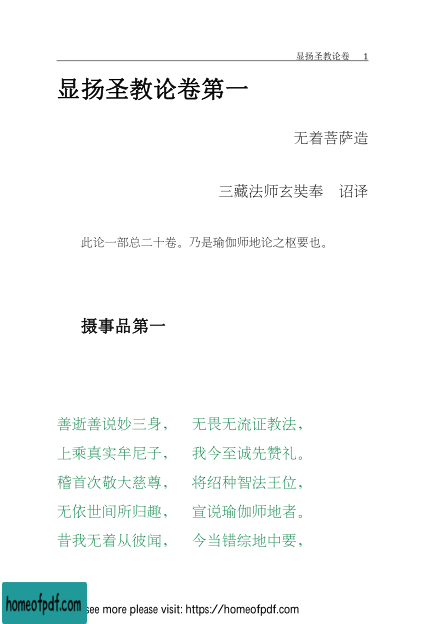 显扬圣教论卷 1
显扬圣教论卷第一
无着菩萨造
三藏法师玄奘奉 诏译
此论一部总二十卷。乃是瑜伽师地论之枢要也。
摄事品第一
善逝善说妙三身， 无畏无流证教法，
上乘真实牟尼子， 我今至诚先赞礼。
稽首次敬大慈尊， 将绍种智法王位，
无依世间所归趣， 宣说瑜伽师地者。
昔我无着从彼闻， 今当错综地中要，
homeofpdf.com
see more please visit: https://homeofpdf.com